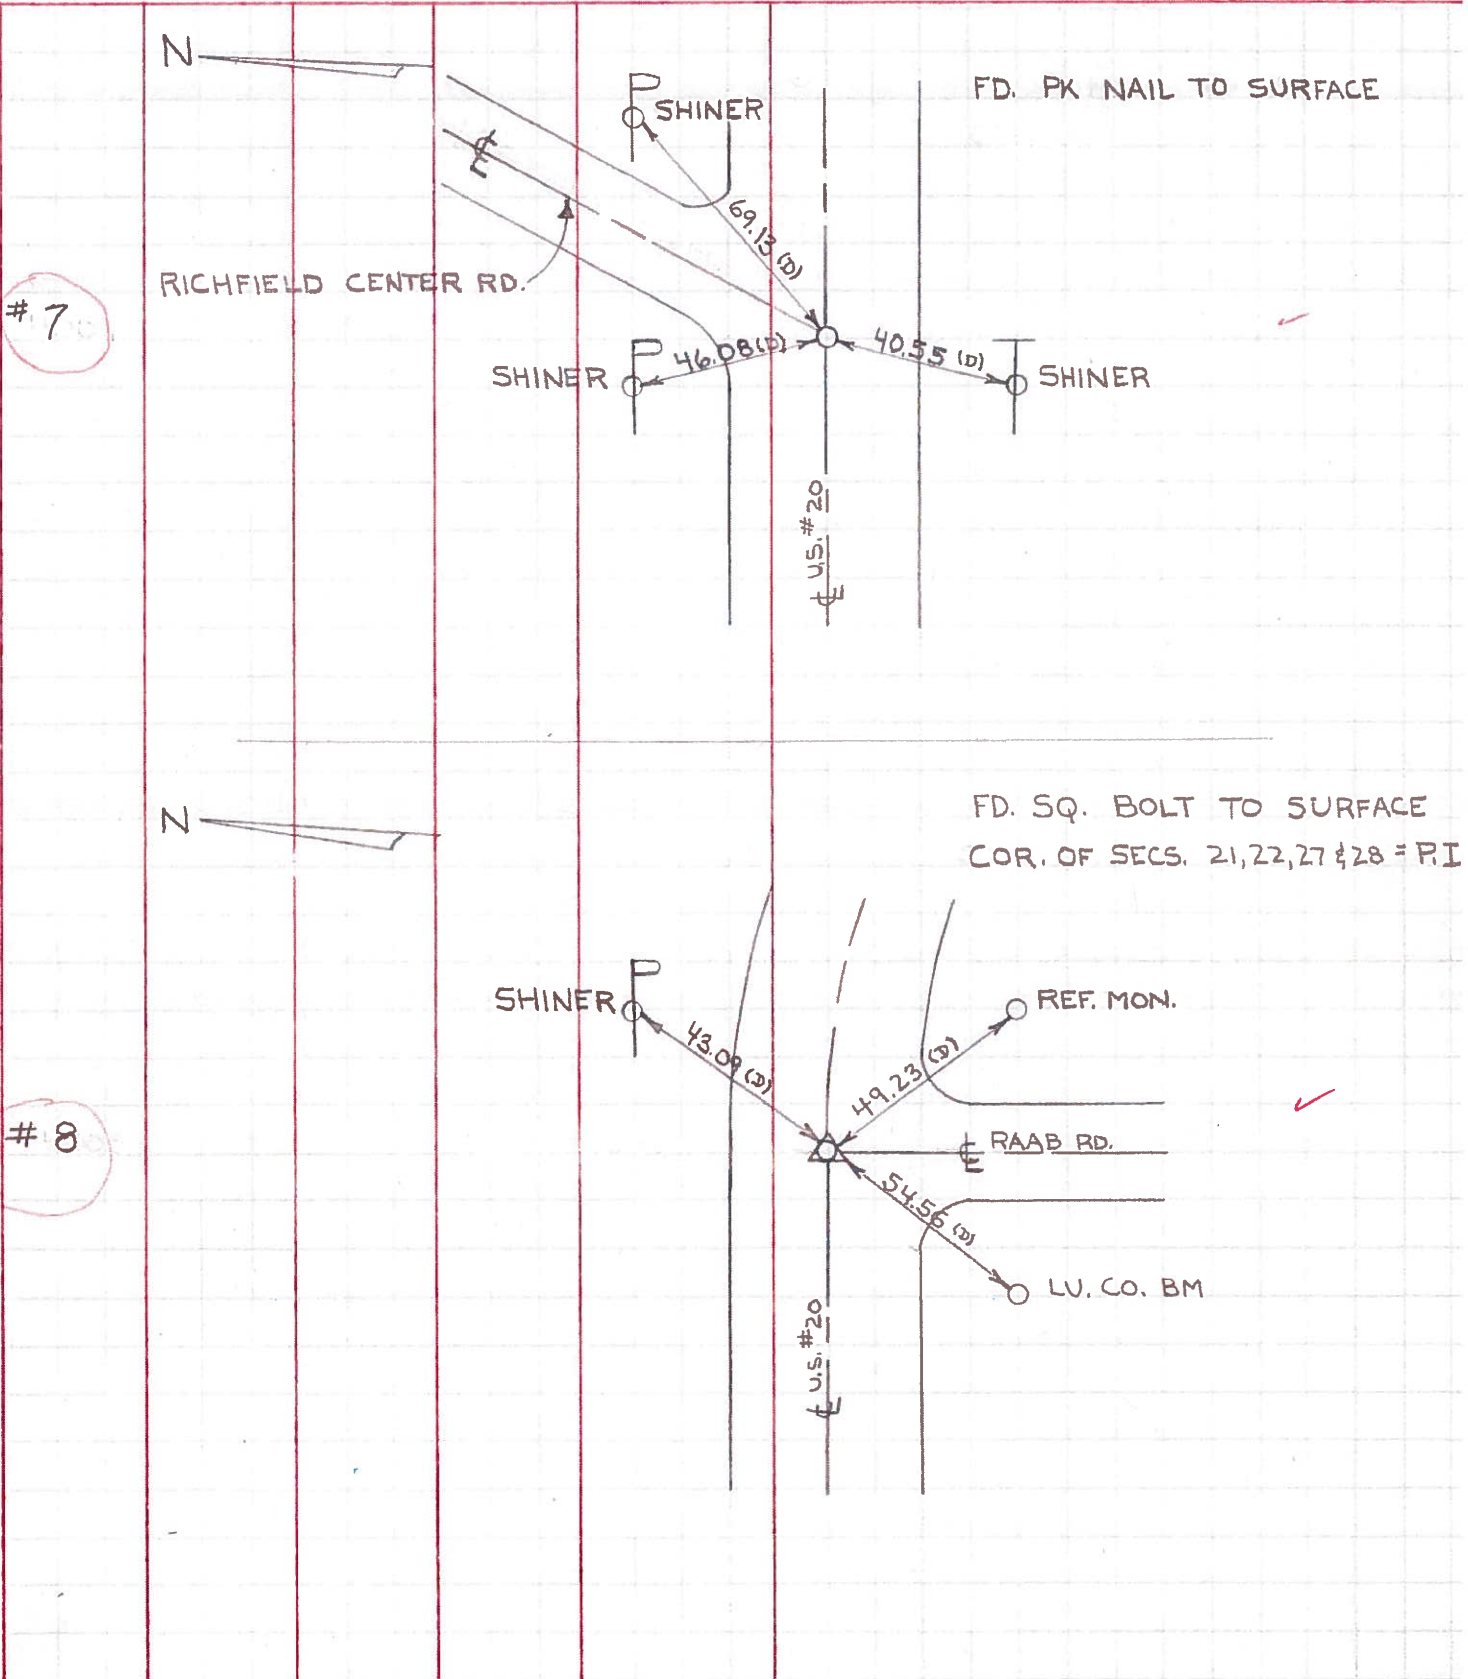 N
SHINER
FD. PK NAIL TO SURFACE
℄
69.13 (D)
RICHFIELD CENTER RD.
#7
46.08 (D)
40.55 (D)
SHINER
SHINER
℄ U.S. #20
N
FD. SQ. BOLT TO SURFACE
COR. OF SECS. 21,22,27 & 28 = P.I
SHINER
REF. MON.
43.09 (D)
49.23 (D)
#8
℄ RAAB RD.
54.56 (D)
LU. CO. BM
℄ U.S. #20